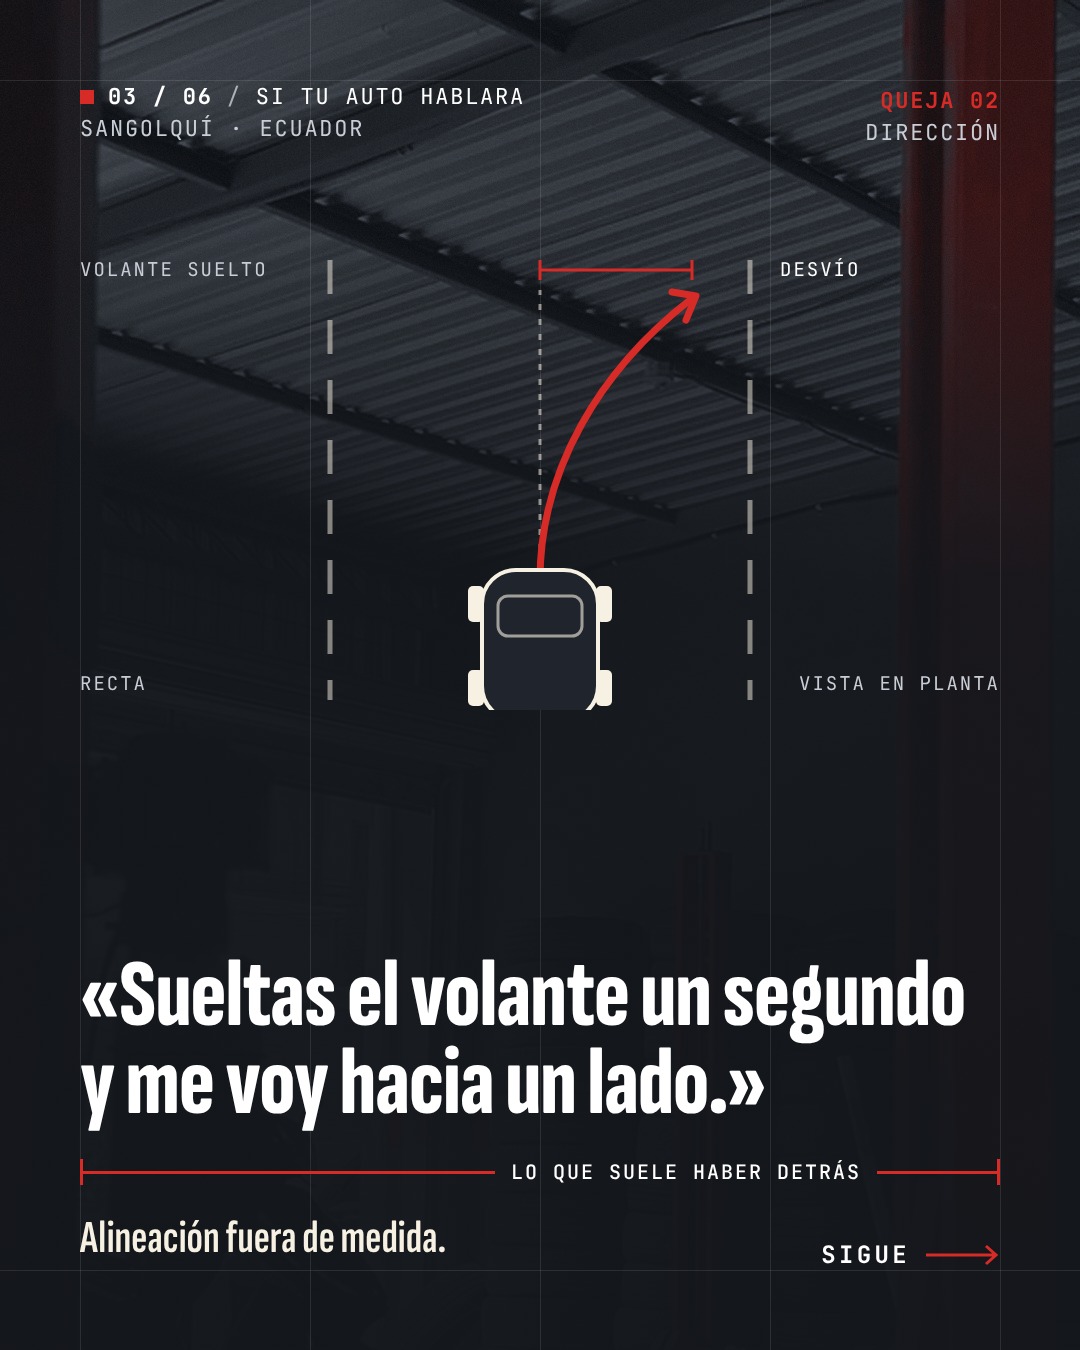 03 / 06 / SI TU AUTO HABLARA
SANGOLQUÍ · ECUADOR
QUEJA 02
DIRECCIÓN
VOLANTE SUELTO
DESVÍO
RECTA
VISTA EN PLANTA
«Sueltas el volante un segundo
y me voy hacia un lado.»
LO QUE SUELE HABER DETRÁS
Alineación fuera de medida.
SIGUE